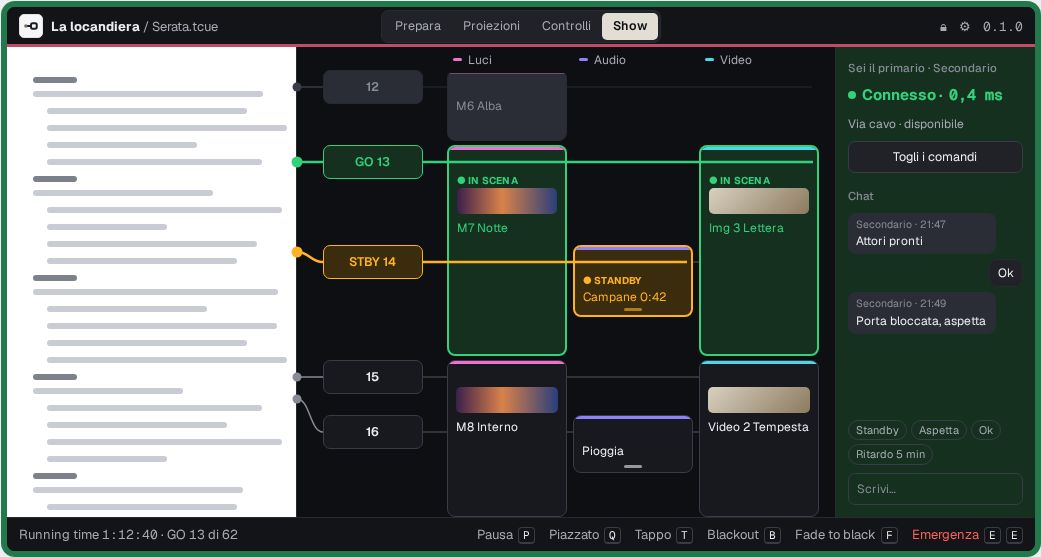 La locandiera / Serata.tcue
Prepara Proiezioni Controlli Show
0.1.0
Luci Audio Video
12
M6 Alba
GO 13
IN SCENA
M7 Notte
IN SCENA
Img 3 Lettera
STBY 14
STANDBY
Campane 0:42
15
M8 Interno
Video 2 Tempesta
16
Pioggia
Sei il primario · Secondario
Connesso · 0,4 ms
Via cavo · disponibile
Togli i comandi
Chat
Secondario · 21:47
Attori pronti
Ok
Secondario · 21:49
Porta bloccata, aspetta
Standby Aspetta Ok
Ritardo 5 min
Scrivi...
Running time 1:12:40 · GO 13 di 62
Pausa P Piazzato Q Tappo T Blackout B Fade to black F Emergenza E E